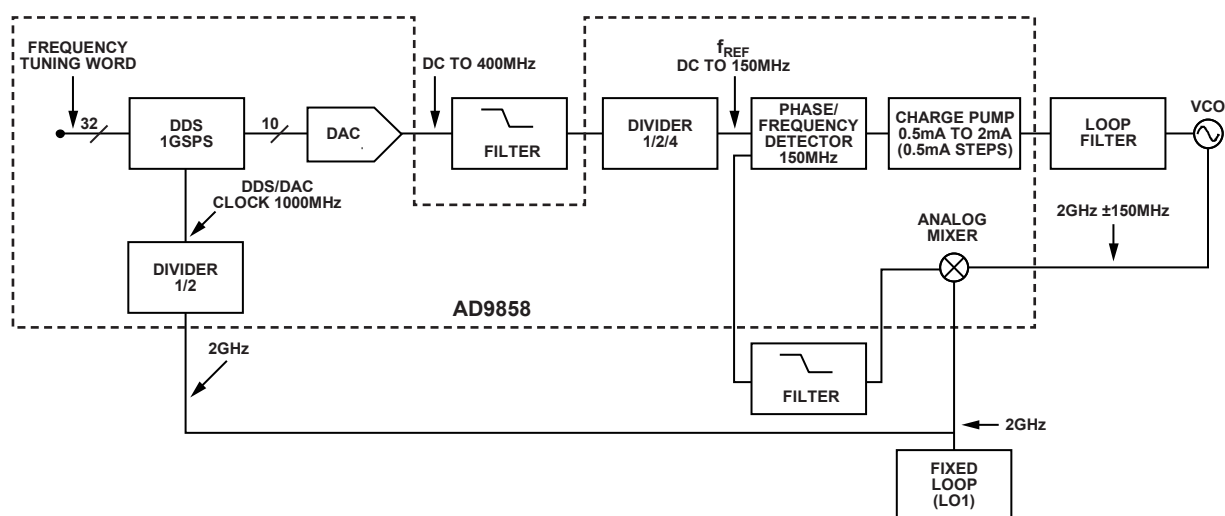 FREQUENCY
TUNING WORD
32
DDS
1GSPS
10
DAC
DC TO 400MHz
FILTER
DIVIDER
1/2/4
fREF
DC TO 150MHz
PHASE/
FREQUENCY
DETECTOR
150MHz
CHARGE PUMP
0.5mA TO 2mA
(0.5mA STEPS)
LOOP
FILTER
VCO
DDS/DAC
CLOCK 1000MHz
DIVIDER
1/2
AD9858
ANALOG
MIXER
2GHz ±150MHz
2GHz
FILTER
2GHz
FIXED
LOOP
(LO1)